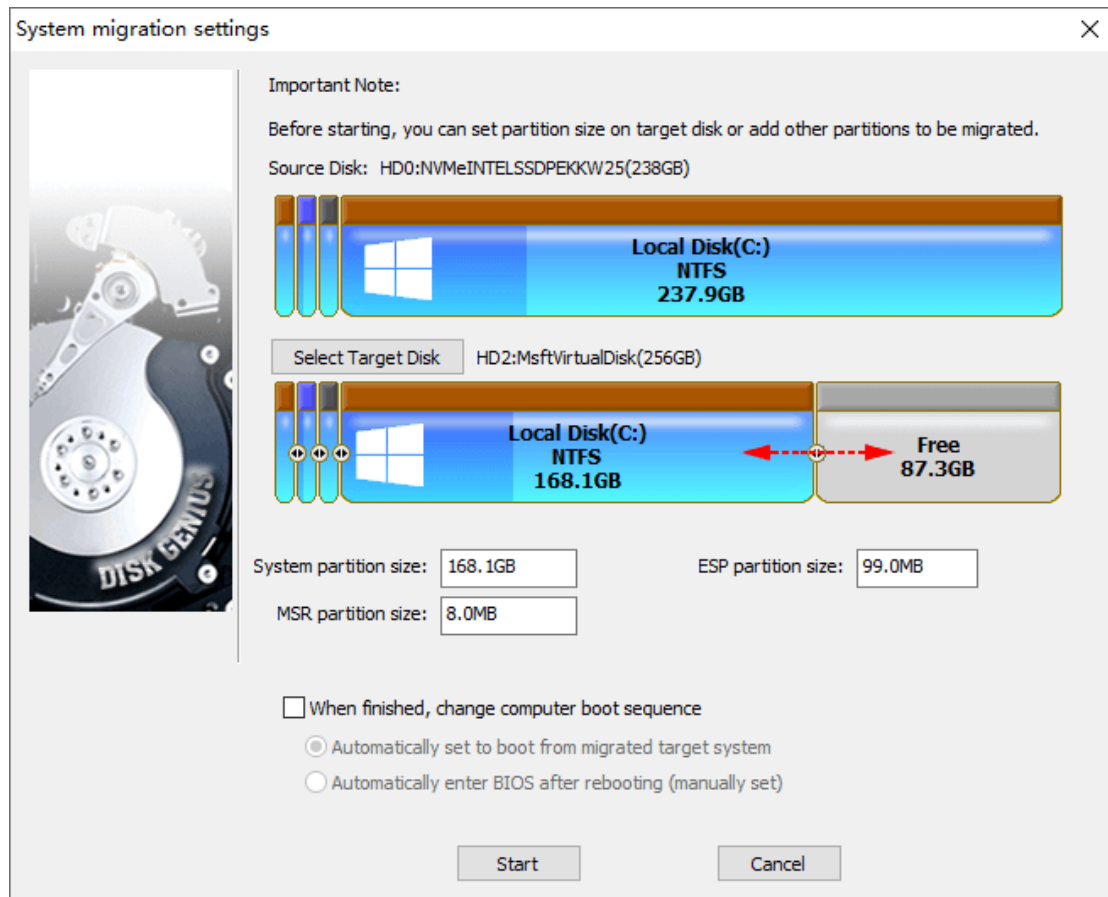 System migration settings
Important Note:
Before starting, you can set partition size on target disk or add other partitions to be migrated.
Source Disk: HD0:NVMeINTELSSDPEKKW25(238GB)
Local Disk(C:)
NTFS
237.9GB
Select Target Disk HD2:MsftVirtualDisk(256GB)
Local Disk(C:)
NTFS
168.1GB
Free
87.3GB
DISK GENIUS
System partition size: 168.1GB ESP partition size: 99.0MB
MSR partition size: 8.0MB
When finished, change computer boot sequence
Automatically set to boot from migrated target system
Automatically enter BIOS after rebooting (manually set)
Start Cancel